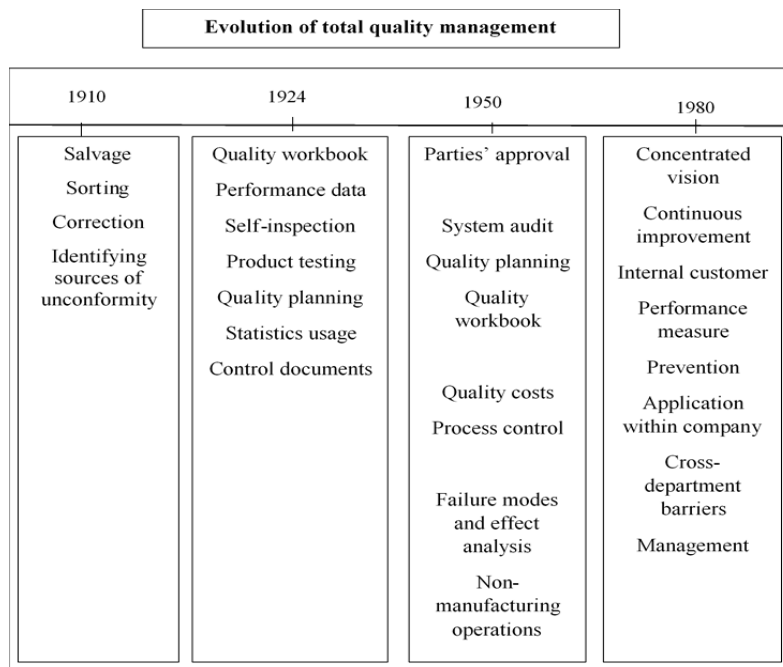 Evolution of total quality management
1910
1924
1950
1980
Salvage
Sorting
Correction
Identifying
sources of
unconformity
Quality workbook
Performance data
Self-inspection
Product testing
Quality planning
Statistics usage
Control documents
Parties’ approval
System audit
Quality planning
Quality
workbook
Quality costs
Process control
Failure modes
and effect
analysis
Non-
manufacturing
operations
Concentrated
vision
Continuous
improvement
Internal customer
Performance
measure
Prevention
Application
within company
Cross-
department
barriers
Management